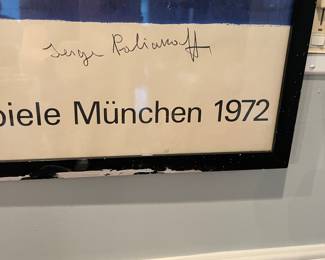 Serge Poliakoff
piele München 1972